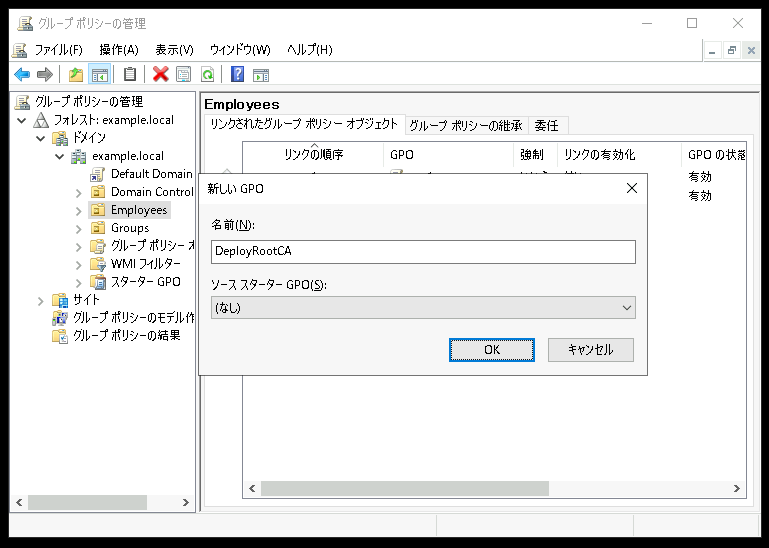 グループ ポリシーの管理
ファイル(F) 操作(A) 表示(V) ウィンドウ(W) ヘルプ(H)
グループ ポリシーの管理
フォレスト: example.local
ドメイン
example.local
Default Domain
Domain Control
Employees
Groups
グループ ポリシー オ
WMI フィルター
スターター GPO
サイト
グループ ポリシーのモデル作
グループ ポリシーの結果
Employees
リンクされたグループ ポリシー オブジェクト グループ ポリシーの継承 委任
リンクの順序 GPO 強制 リンクの有効化 GPO の状態
有効
有効
新しい GPO
名前(N):
DeployRootCA
ソース スターター GPO(S):
(なし)
OK キャンセル